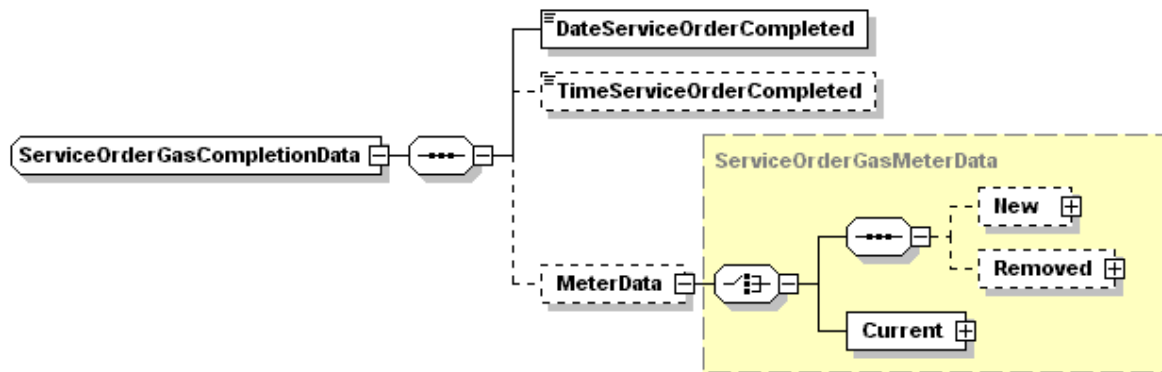 DateServiceOrderCompleted
TimeServiceOrderCompleted
ServiceOrderGasCompletionData
ServiceOrderGasMeterData
New
Removed
MeterData
Current